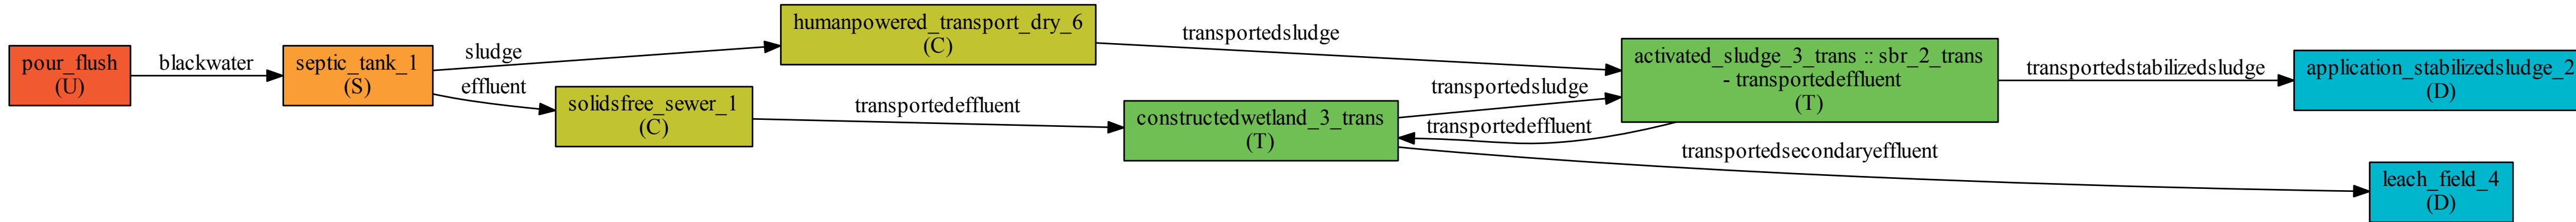 pour_flush
(U)
blackwater
septic_tank_1
(S)
sludge
effluent
humanpowered_transport_dry_6
(C)
solidsfree_sewer_1
(C)
transportedsludge
transportedeffluent
constructedwetland_3_trans
(T)
transportedsludge
transportedeffluent
activated_sludge_3_trans :: sbr_2_trans
- transportedeffluent
(T)
transportedstabilizedsludge
transportedsecondaryeffluent
application_stabilizedsludge_2
(D)
leach_field_4
(D)